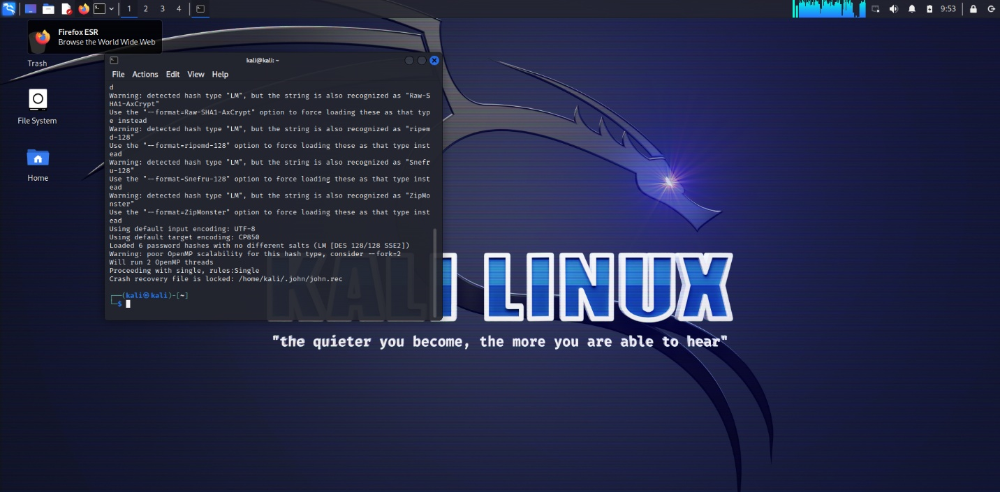 1 2 3 4
9:53
Firefox ESR
Browse the World Wide Web
Trash
File System
Home
kali@kali: ~
File Actions Edit View Help
d
Warning: detected hash type "LM", but the string is also recognized as "Raw-S
HA1-AxCrypt"
Use the "--format=Raw-SHA1-AxCrypt" option to force loading these as that typ
e instead
Warning: detected hash type "LM", but the string is also recognized as "ripem
d-128"
Use the "--format=ripemd-128" option to force loading these as that type inst
ead
Warning: detected hash type "LM", but the string is also recognized as "Snefr
u-128"
Use the "--format=Snefru-128" option to force loading these as that type inst
ead
Warning: detected hash type "LM", but the string is also recognized as "ZipMo
nster"
Use the "--format=ZipMonster" option to force loading these as that type inst
ead
Using default input encoding: UTF-8
Using default target encoding: CP850
Loaded 6 password hashes with no different salts (LM [DES 128/128 SSE2])
Warning: poor OpenMP scalability for this hash type, consider --fork=2
Will run 2 OpenMP threads
Proceeding with single, rules:Single
Crash recovery file is locked: /home/kali/.john/john.rec
┌──(kali㉿kali)-[~]
└─$
KALI LINUX
"the quieter you become, the more you are able to hear"